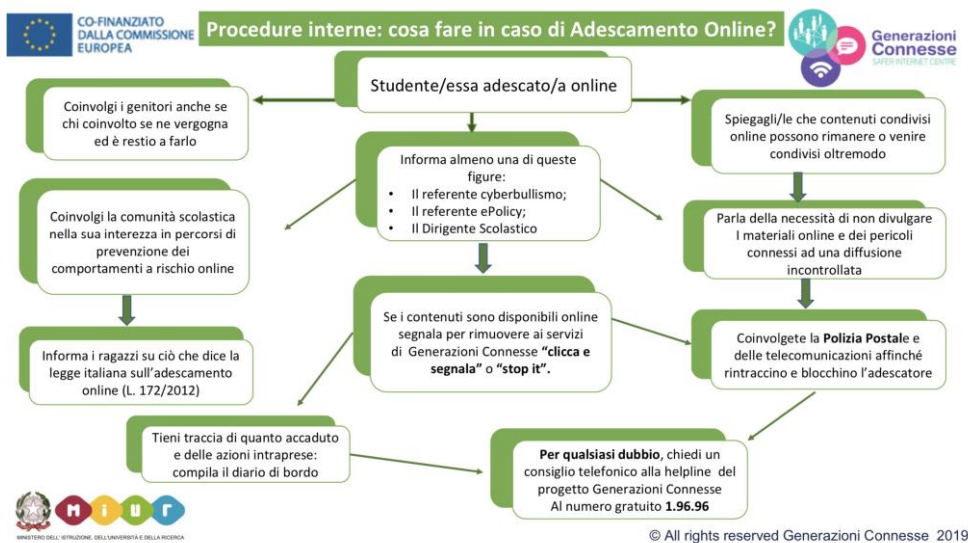 CO-FINANZIATO
DALLA COMMISSIONE
EUROPEA
Procedure interne: cosa fare in caso di Adescamento Online?
Generazioni
Connesse
SAFER INTERNET CENTRE
Studente/essa adescato/a online
Coinvolgi i genitori anche se
chi coinvolto se ne vergogna
ed è restio a farlo
Informa almeno una di queste
figure:
• Il referente cyberbullismo;
• Il referente ePolicy;
• Il Dirigente Scolastico
Spiegagli/le che contenuti condivisi
online possono rimanere o venire
condivisi oltremodo
Coinvolgi la comunità scolastica
nella sua interezza in percorsi di
prevenzione dei
comportamenti a rischio online
Parla della necessità di non divulgare
I materiali online e dei pericoli
connessi ad una diffusione
incontrollata
Se i contenuti sono disponibili online
segnala per rimuovere ai servizi
di Generazioni Connesse "clicca e
segnala" o "stop it".
Informa i ragazzi su ciò che dice la
legge italiana sull'adescamento
online (L. 172/2012)
Coinvolgete la Polizia Postale e
delle telecomunicazioni affinché
rintraccino e blocchino l'adescatore
Tieni traccia di quanto accaduto
e delle azioni intraprese:
compila il diario di bordo
Per qualsiasi dubbio, chiedi un
consiglio telefonico alla helpline del
progetto Generazioni Connesse
Al numero gratuito 1.96.96
miur
MINISTERO DELL'ISTRUZIONE, DELL'UNIVERSITÀ E DELLA RICERCA
© All rights reserved Generazioni Connesse 2019